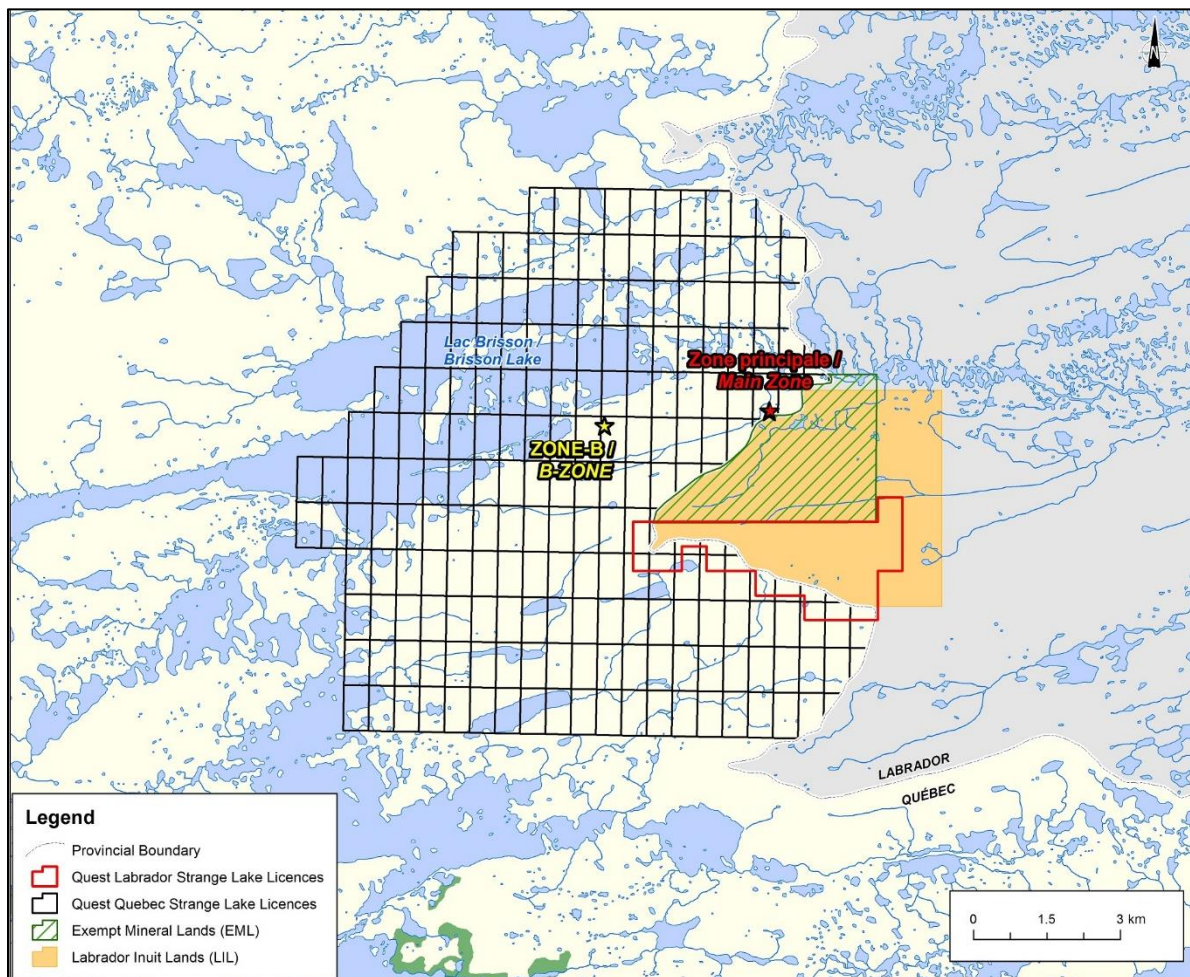 N
Lac Brisson /
Brisson Lake
Zone principale /
Main Zone
ZONE-B /
B-ZONE
LABRADOR
QUÉBEC
Legend
Provincial Boundary
Quest Labrador Strange Lake Licences
Quest Quebec Strange Lake Licences
Exempt Mineral Lands (EML)
Labrador Inuit Lands (LIL)
0 1.5 3 km